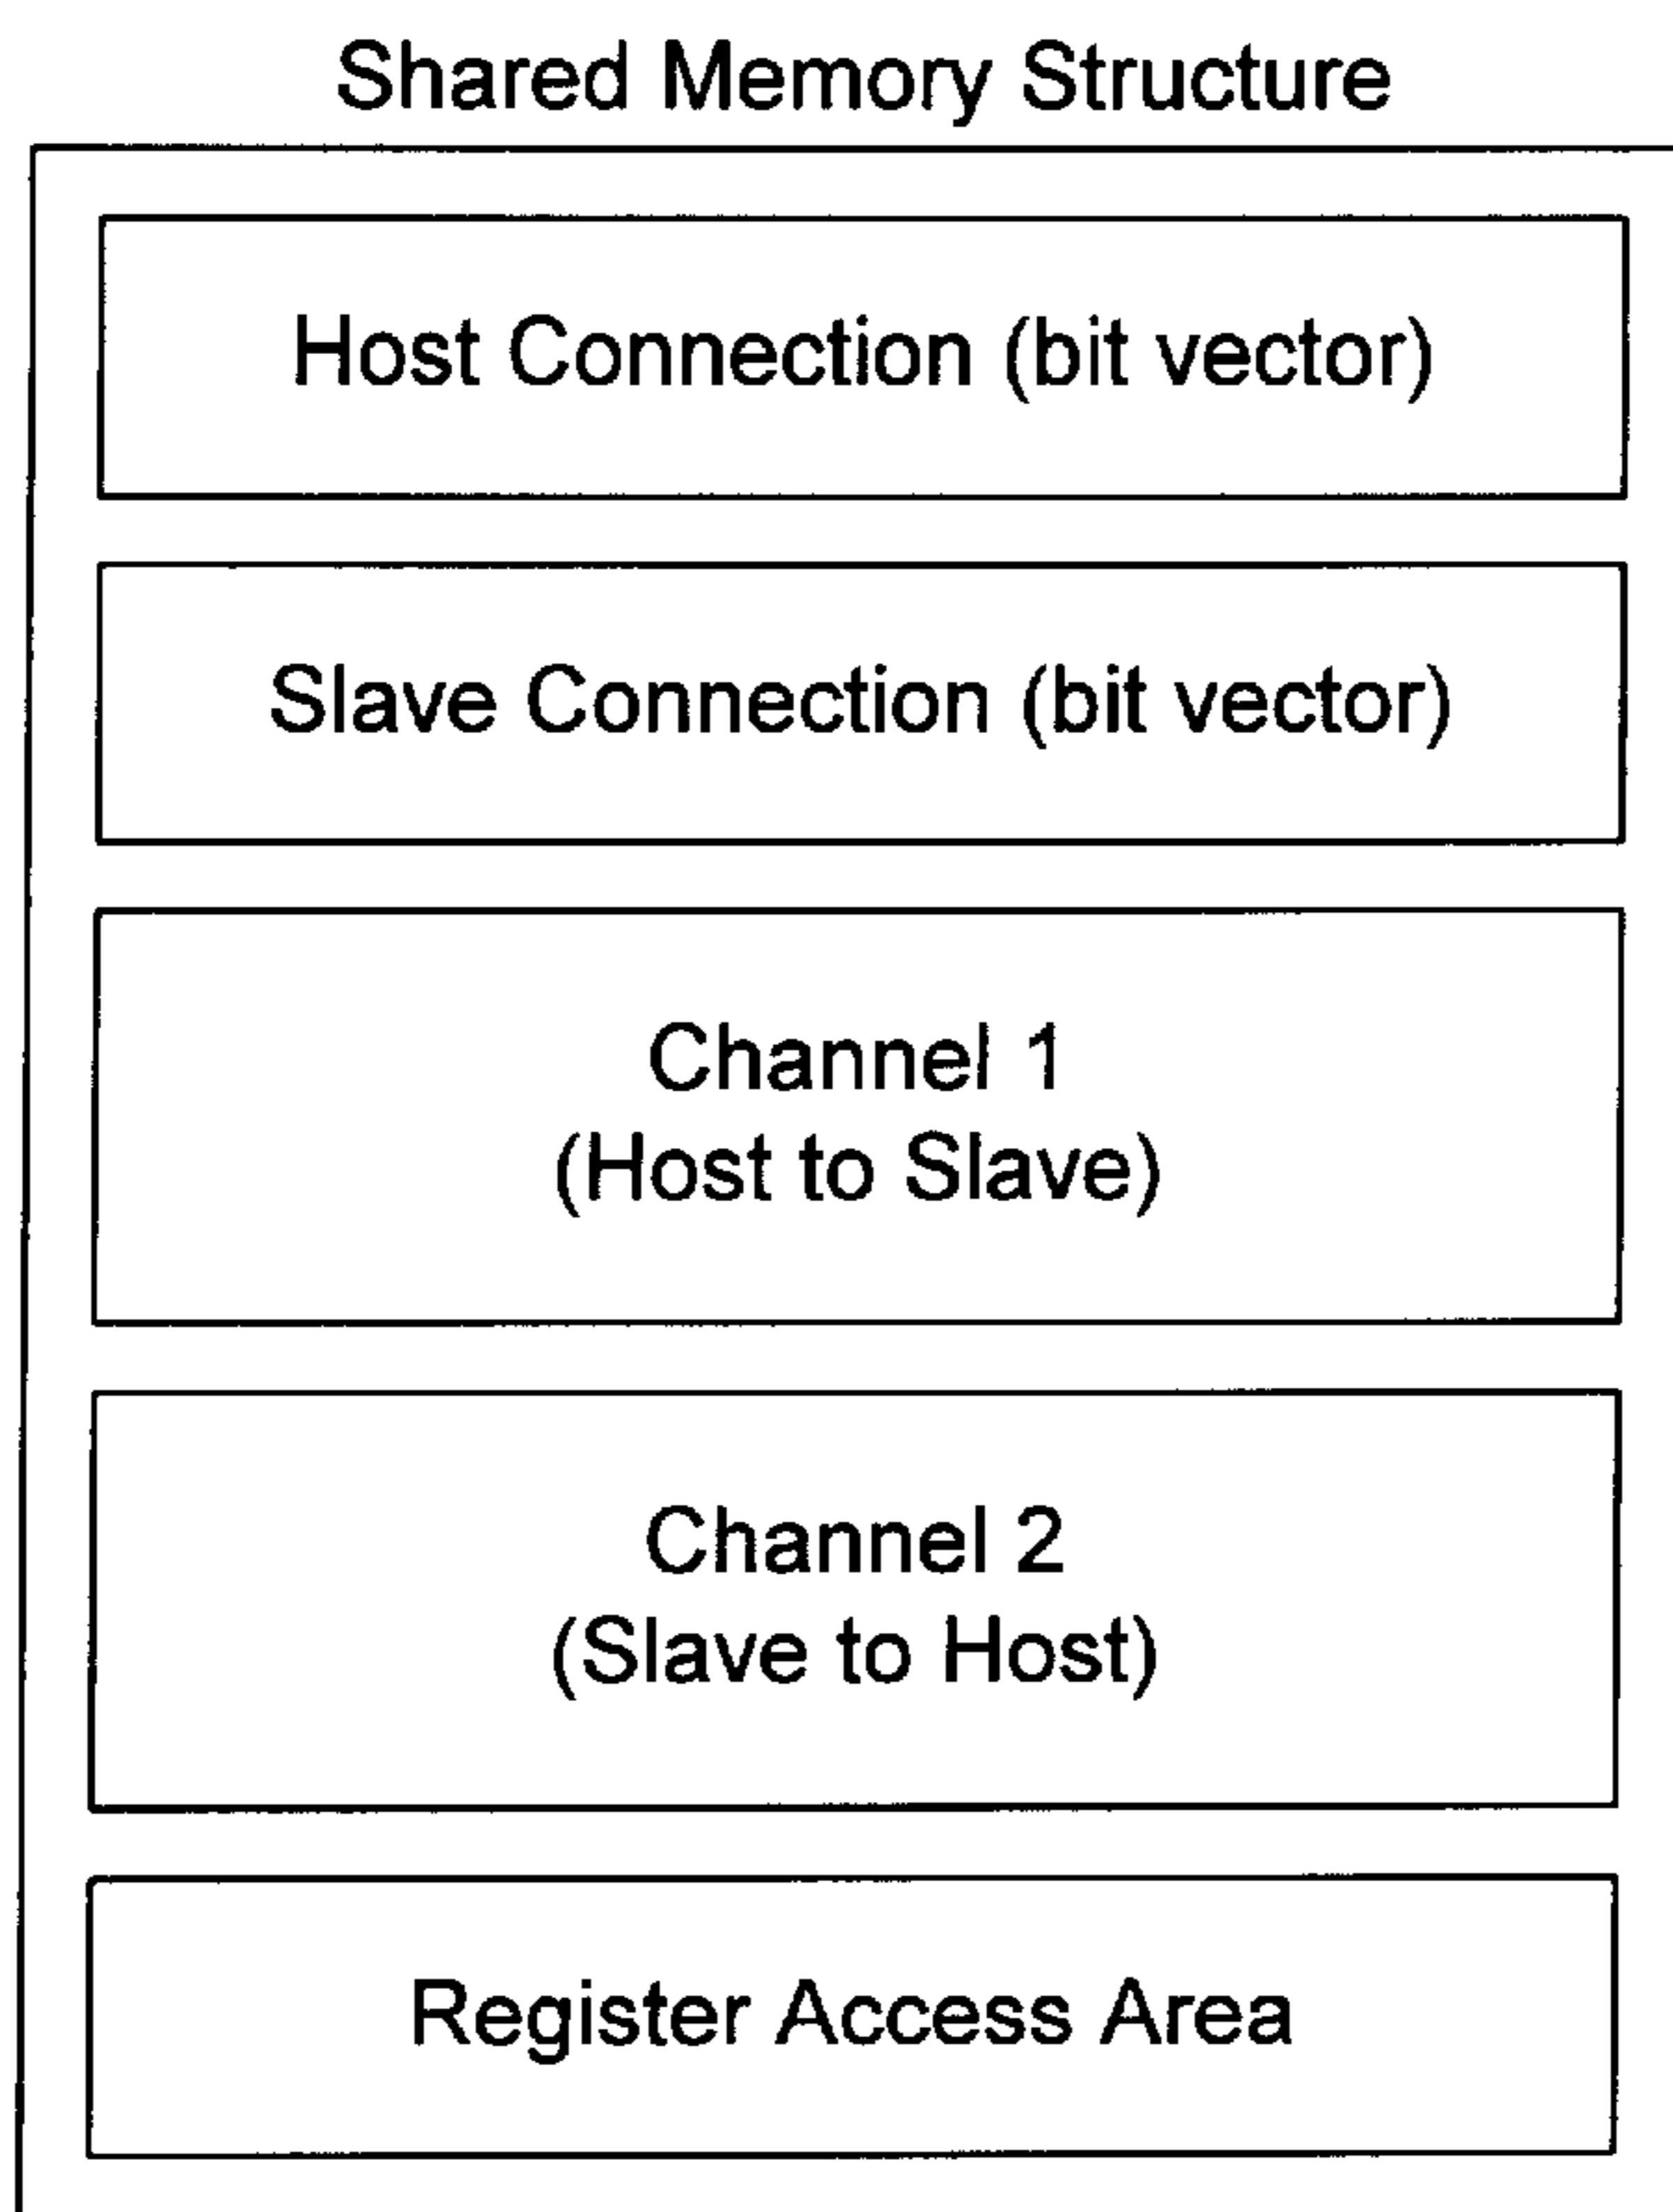 Shared Memory Structure
Host Connection (bit vector)
Slave Connection (bit vector)
Channel 1
(Host to Slave)
Channel 2
(Slave to Host)
Register Access Area